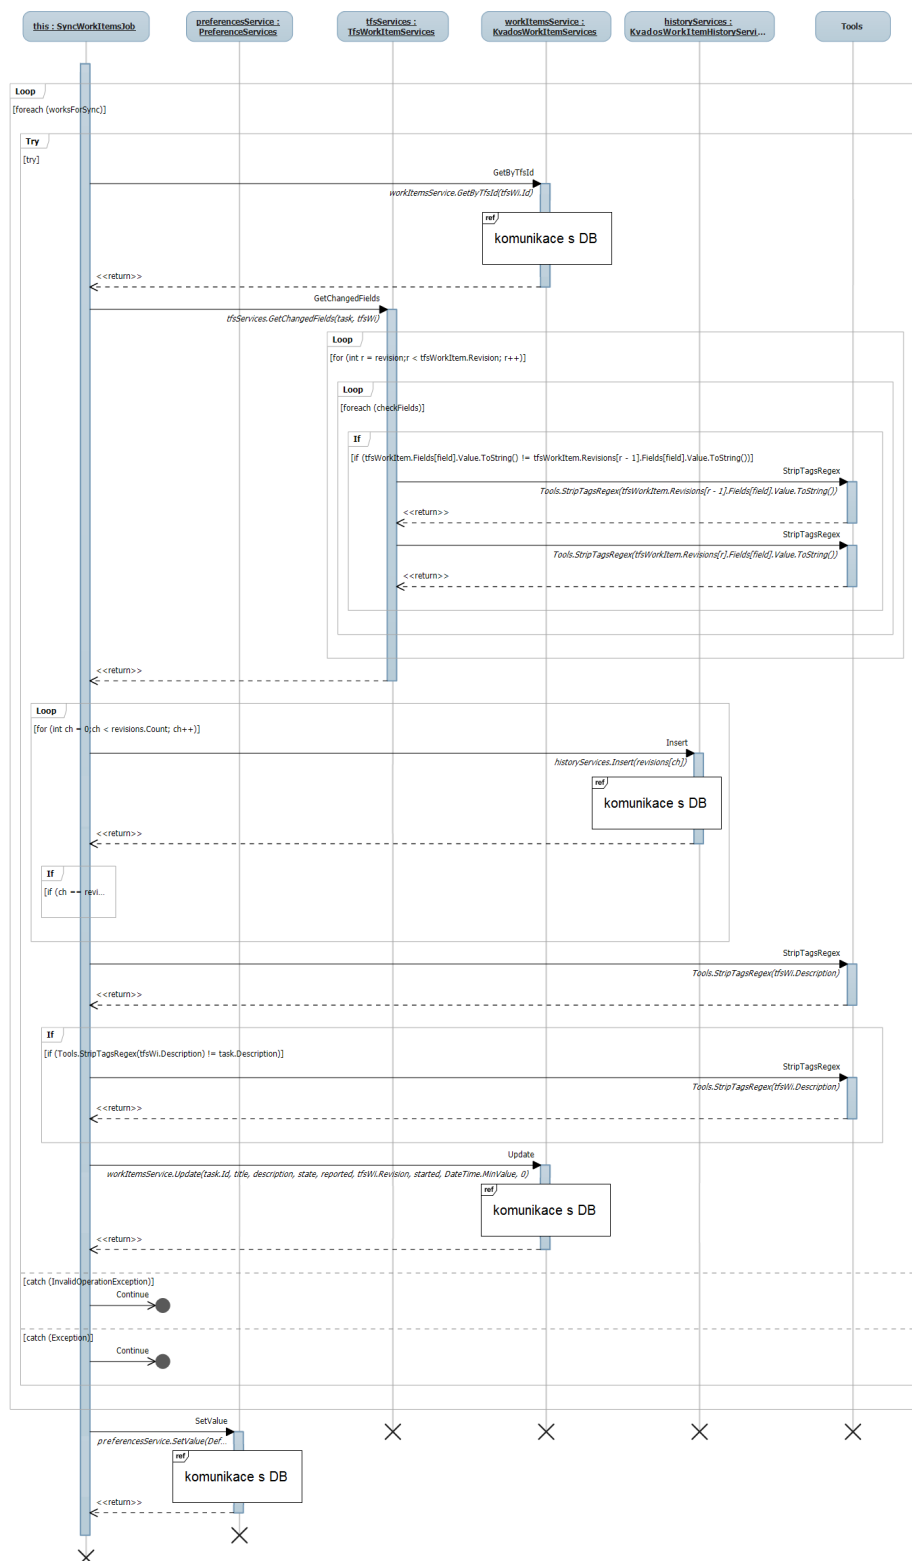 this : SyncWorkItemsJob
preferencesService :
PreferenceServices
tfsServices :
TfsWorkItemServices
workItemsService :
KvadosWorkItemServices
historyServices :
KvadosWorkItemHistoryServi...
Tools
Loop
[foreach (worksForSync)]
Try
[try]
GetByTfsId
workItemsService.GetByTfsId(tfsWi.Id)
ref
komunikace s DB
<<return>>
GetChangedFields
tfsServices.GetChangedFields(task, tfsWi)
Loop
[for (int r = revision;r < tfsWorkItem.Revision; r++)]
Loop
[foreach (checkFields)]
If
[if (tfsWorkItem.Fields[field].Value.ToString() != tfsWorkItem.Revisions[r - 1].Fields[field].Value.ToString())]
StripTagsRegex
Tools.StripTagsRegex(tfsWorkItem.Revisions[r - 1].Fields[field].Value.ToString())
<<return>>
StripTagsRegex
Tools.StripTagsRegex(tfsWorkItem.Revisions[r].Fields[field].Value.ToString())
<<return>>
<<return>>
Loop
[for (int ch = 0;ch < revisions.Count; ch++)]
Insert
historyServices.Insert(revisions[ch])
ref
komunikace s DB
<<return>>
If
[if (ch == revi...
StripTagsRegex
Tools.StripTagsRegex(tfsWi.Description)
<<return>>
If
[if (Tools.StripTagsRegex(tfsWi.Description) != task.Description)]
StripTagsRegex
Tools.StripTagsRegex(tfsWi.Description)
<<return>>
Update
workItemsService.Update(task.Id, title, description, state, reported, tfsWi.Revision, started, DateTime.MinValue, 0)
ref
komunikace s DB
<<return>>
[catch (InvalidOperationException)]
Continue
[catch (Exception)]
Continue
SetValue
preferencesService.SetValue(Def...
ref
komunikace s DB
<<return>>